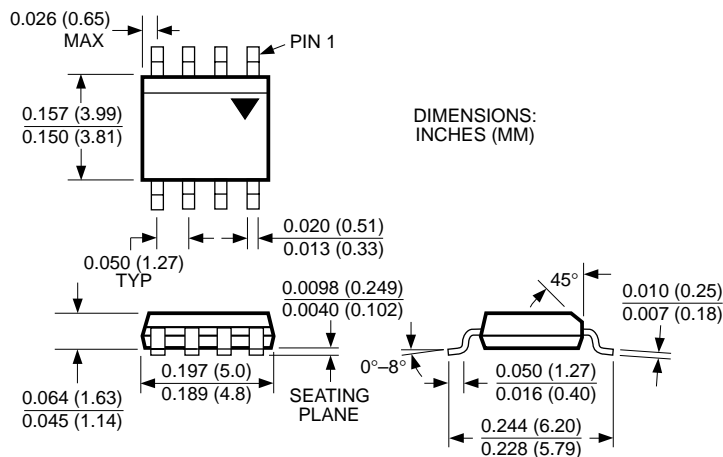 0.026 (0.65)
MAX
PIN 1
0.157 (3.99)
0.150 (3.81)
DIMENSIONS:
INCHES (MM)
0.020 (0.51)
0.013 (0.33)
0.050 (1.27)
TYP
0.0098 (0.249)
0.0040 (0.102)
45°
0.010 (0.25)
0.007 (0.18)
0°–8°
0.064 (1.63)
0.045 (1.14)
0.197 (5.0)
0.189 (4.8)
SEATING
PLANE
0.050 (1.27)
0.016 (0.40)
0.244 (6.20)
0.228 (5.79)